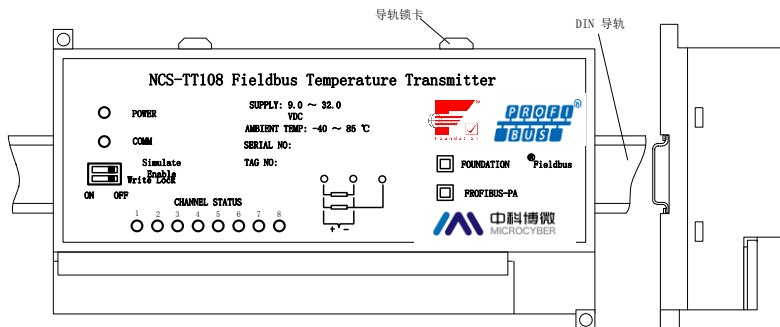 导轨锁卡
DIN 导轨
NCS-TT108 Fieldbus Temperature Transmitter
POWER
COMM
Simulate
Enable
Write Lock
ON OFF
SUPPLY: 9.0 ～ 32.0
VDC
AMBIENT TEMP: -40 ～ 85 ℃
SERIAL NO:
TAG NO:
CHANNEL STATUS
1 2 3 4 5 6 7 8
+ -
Foundation
PROFI
BUS
®
FOUNDATION ®Fieldbus
PROFIBUS-PA
中科博微
MICROCYBER